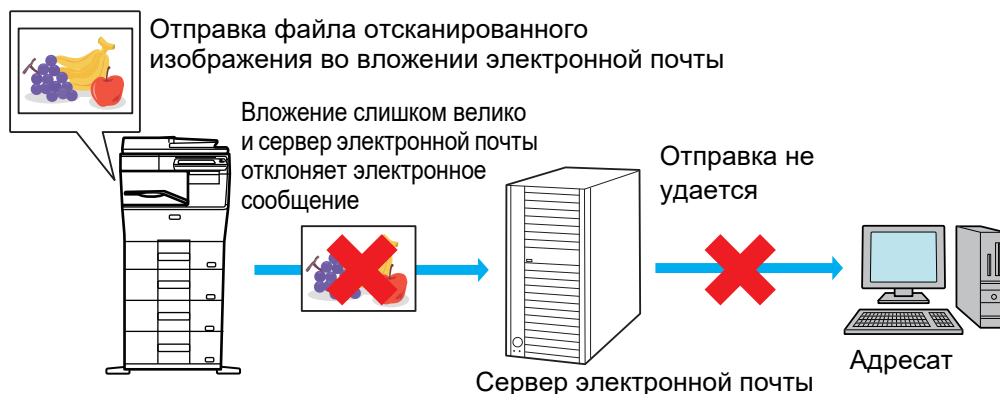 Отправка файла отсканированного
изображения во вложении электронной почты
Вложение слишком велико
и сервер электронной почты
отклоняет электронное
сообщение
Отправка не
удается
Адресат
Сервер электронной почты